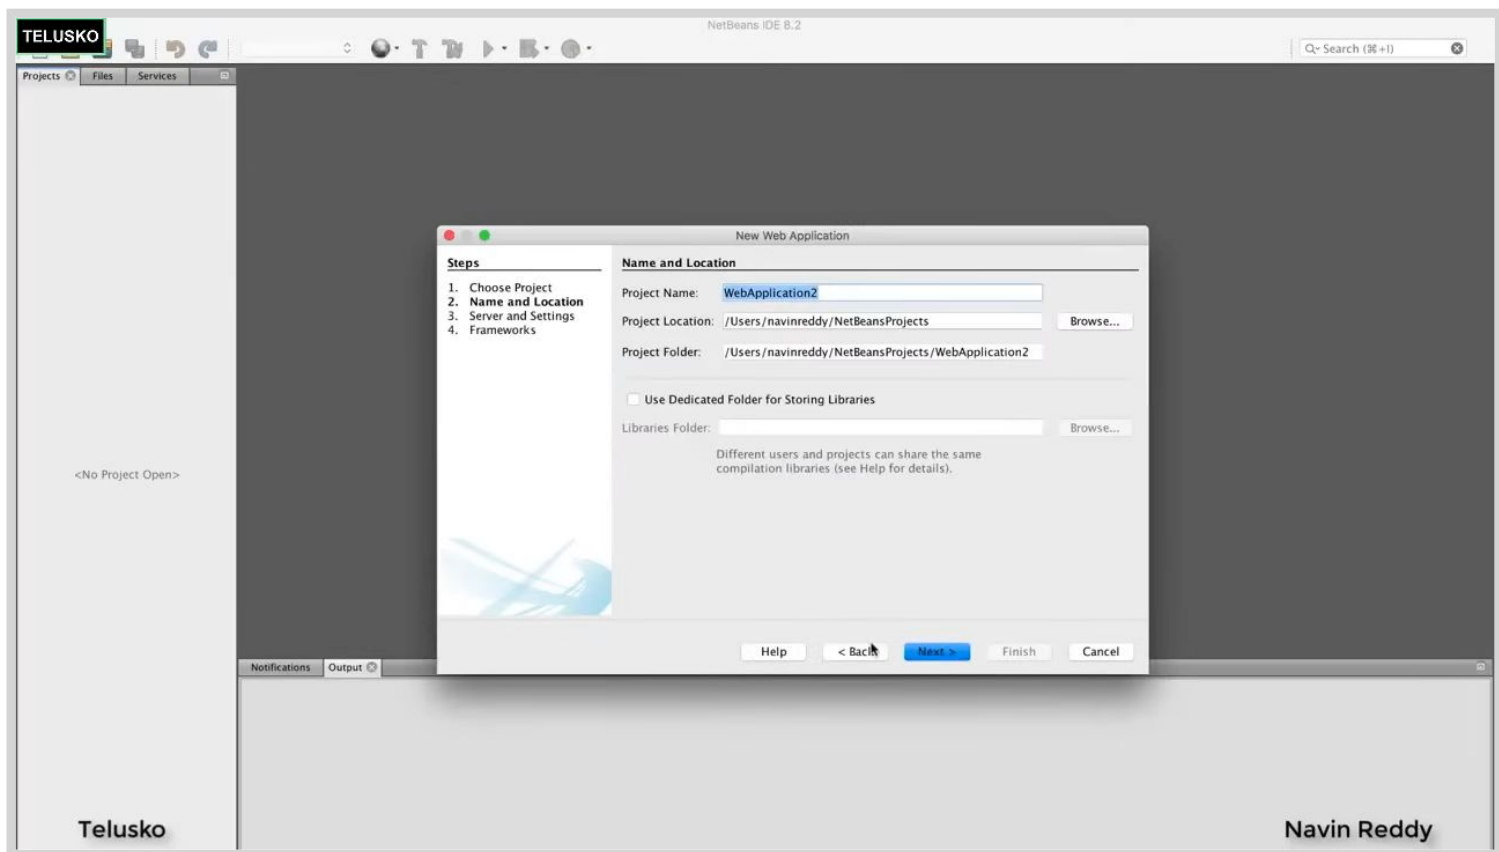 NetBeans IDE 8.2
TELUSKO
Search (⌘+I)
Projects Files Services
<No Project Open>
New Web Application
Steps
1. Choose Project
2. Name and Location
3. Server and Settings
4. Frameworks
Name and Location
Project Name: WebApplication2
Project Location: /Users/navinreddy/NetBeansProjects Browse...
Project Folder: /Users/navinreddy/NetBeansProjects/WebApplication2
Use Dedicated Folder for Storing Libraries
Libraries Folder: Browse...
Different users and projects can share the same
compilation libraries (see Help for details).
Help < Back Next > Finish Cancel
Notifications Output
Telusko
Navin Reddy